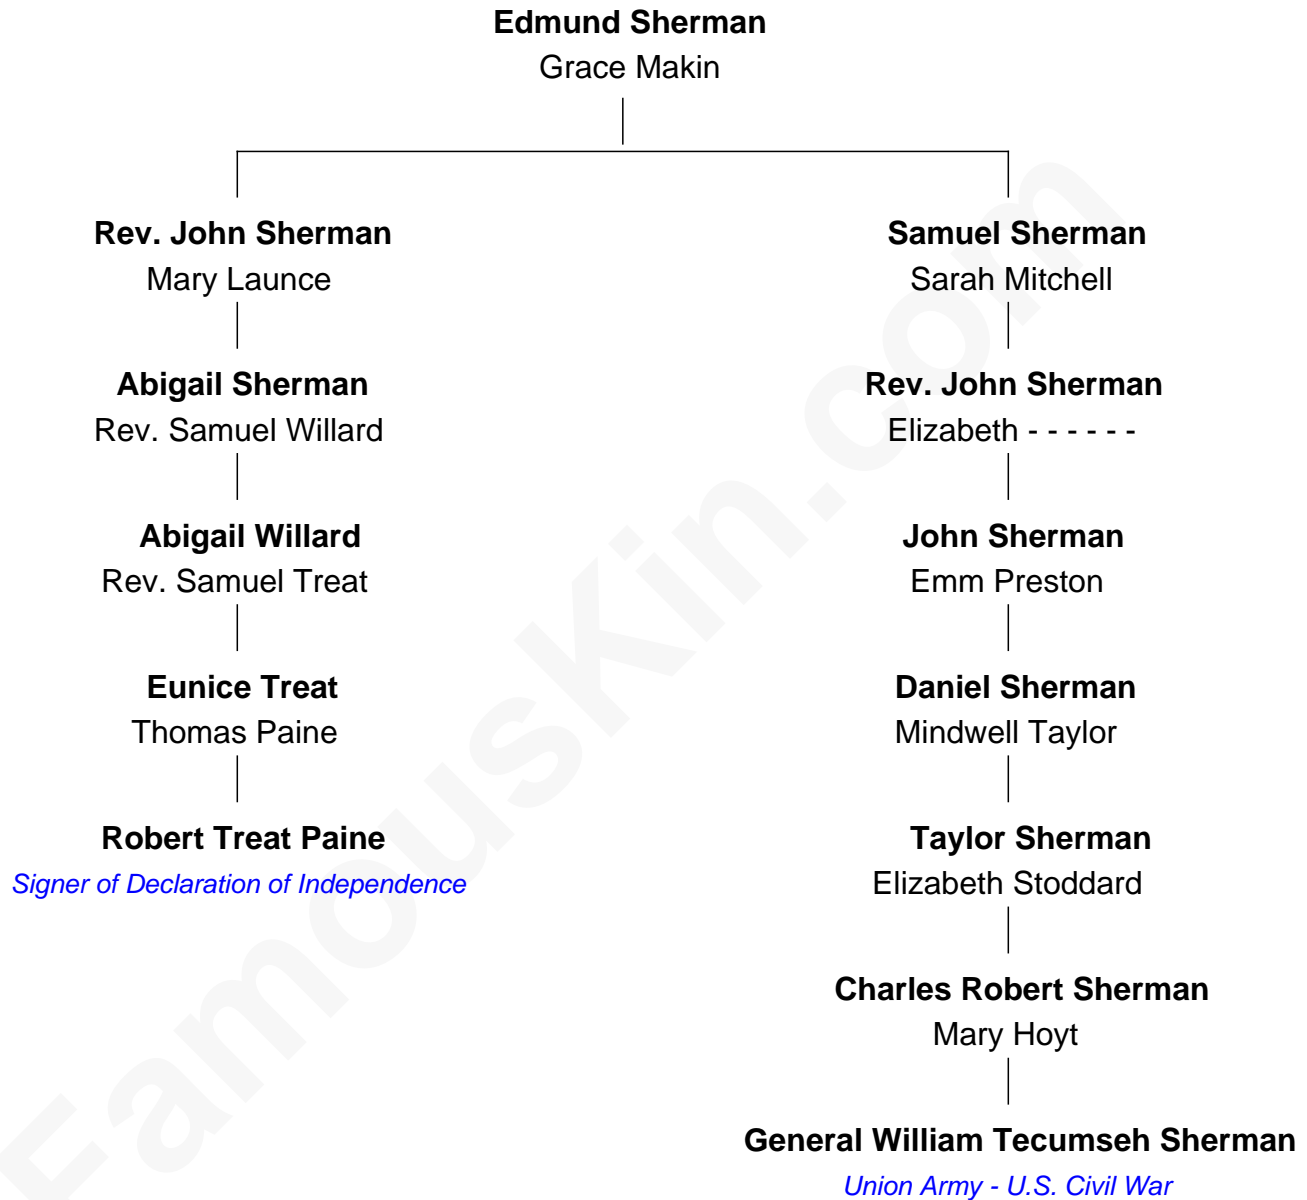 Edmund Sherman
Grace Makin
Rev. John Sherman
Mary Launce
Samuel Sherman
Sarah Mitchell
Abigail Sherman
Rev. Samuel Willard
Rev. John Sherman
Elizabeth - - - - - -
Abigail Willard
Rev. Samuel Treat
John Sherman
Emm Preston
Eunice Treat
Thomas Paine
Daniel Sherman
Mindwell Taylor
Robert Treat Paine
Signer of Declaration of Independence
Taylor Sherman
Elizabeth Stoddard
Charles Robert Sherman
Mary Hoyt
General William Tecumseh Sherman
Union Army - U.S. Civil War
FamousKin.com